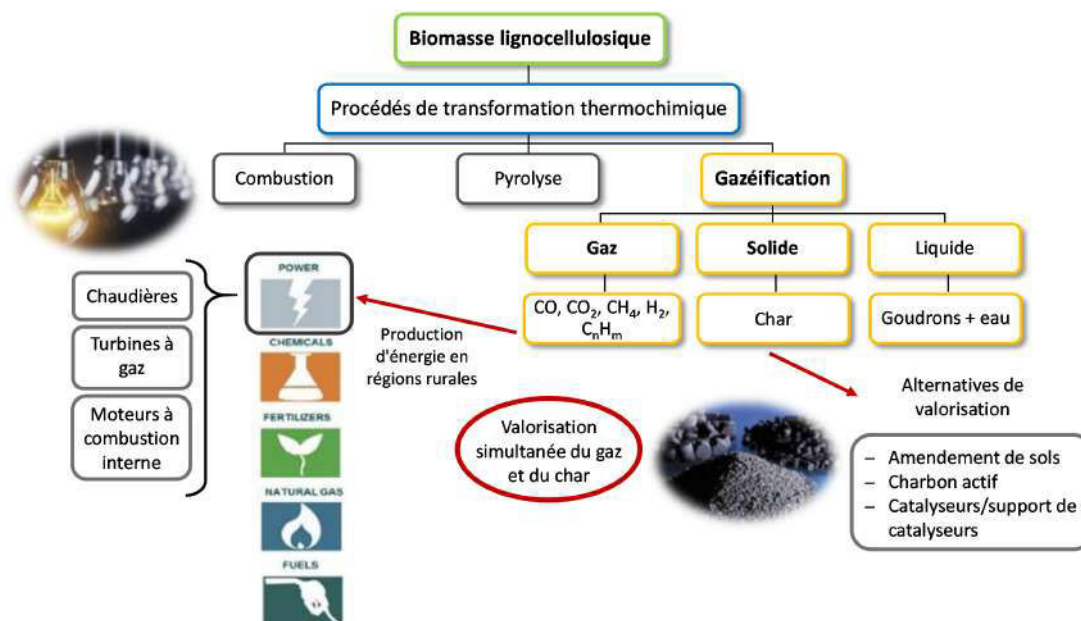 Biomasse lignocellulosique
Procédés de transformation thermochimique
Combustion
Pyrolyse
Gazéification
Gaz
Solide
Liquide
CO, CO₂, CH₄, H₂,
CₙHₘ
Char
Goudrons + eau
POWER
Chaudières
Turbines à
gaz
Moteurs à
combustion
interne
Production
d'énergie en
régions rurales
CHEMICALS
FERTILIZERS
NATURAL GAS
FUELS
Valorisation
simultanée du gaz
et du char
Alternatives de
valorisation
– Amendement de sols
– Charbon actif
– Catalyseurs/support de
catalyseurs